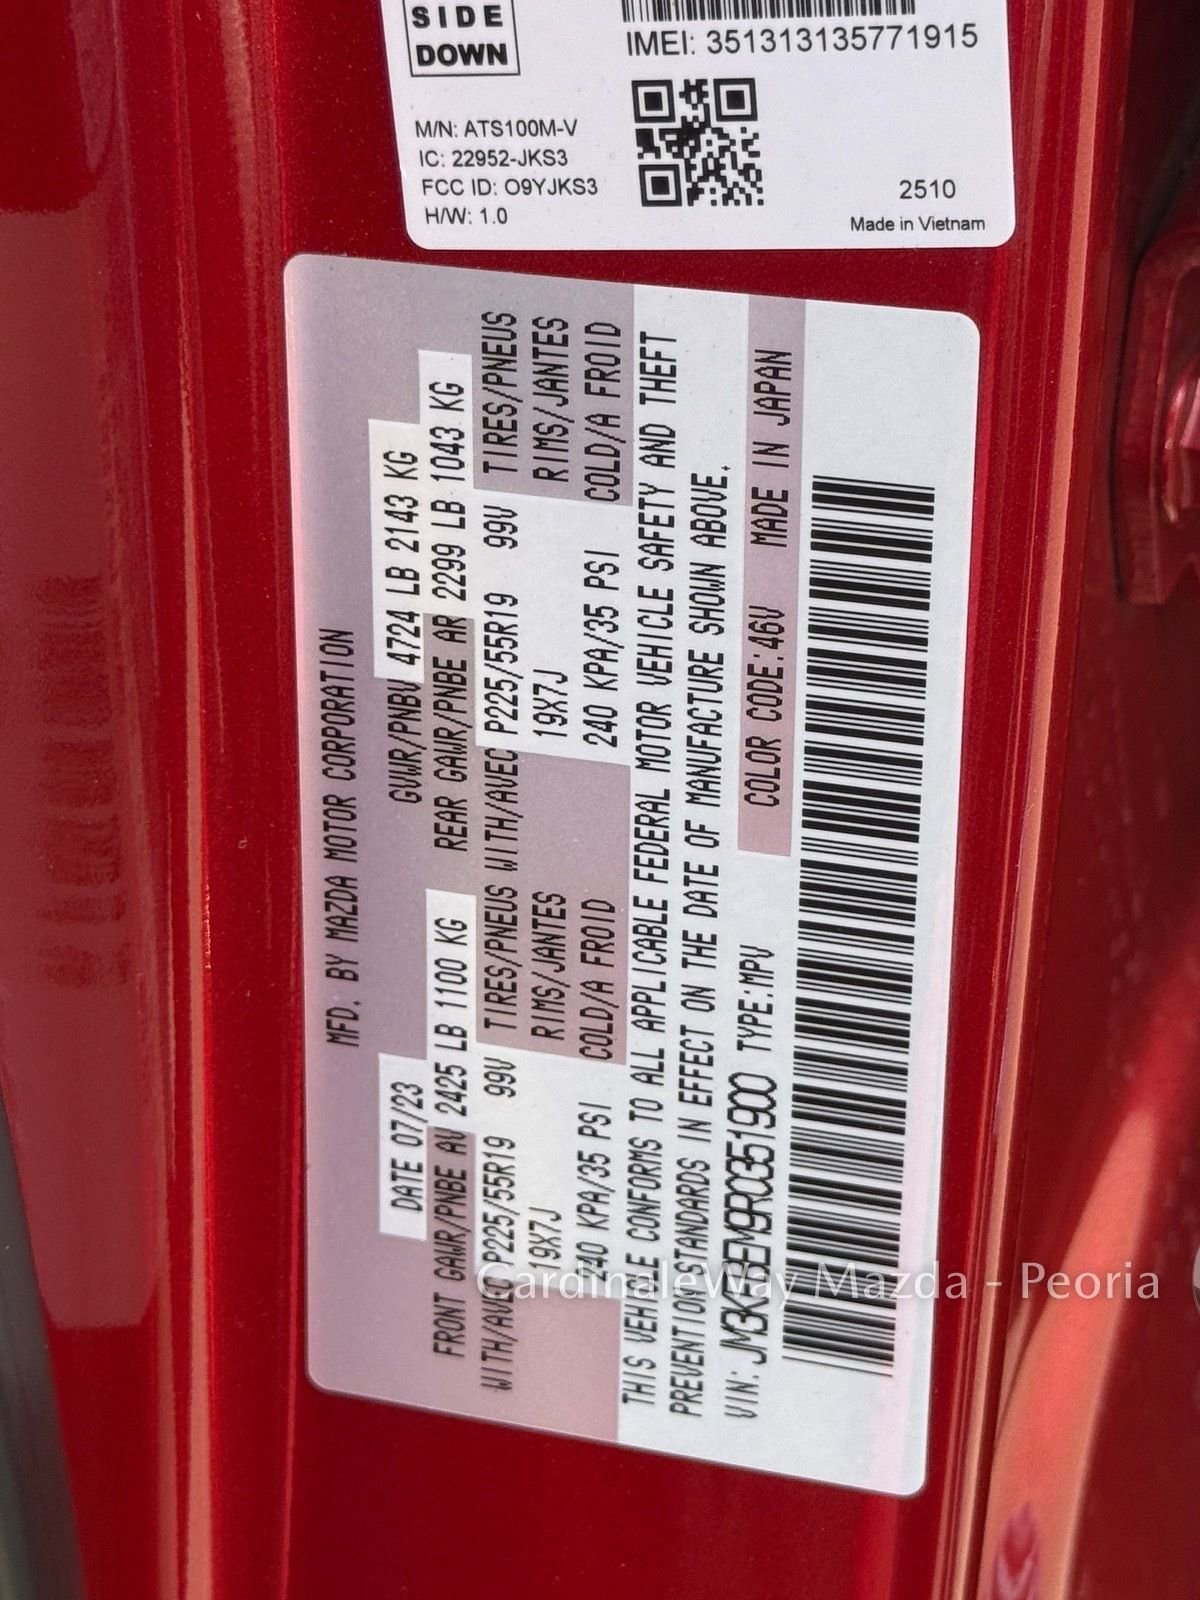 SIDE
DOWN
IMEI: 351313135771915
M/N: ATS100M-V
IC: 22952-JKS3
FCC ID: O9YJKS3
H/W: 1.0
2510
Made in Vietnam
MFD. BY MAZDA MOTOR CORPORATION
DATE 07/23 GVWR/PNBV 4724 LB 2143 KG
FRONT GAWR/PNBE AV 2425 LB 1100 KG REAR GAWR/PNBE AR 2299 LB 1043 KG
WITH/AVEC P225/55R19 99V TIRES/PNEUS WITH/AVEC P225/55R19 99V TIRES/PNEUS
19X7J RIMS/JANTES 19X7J RIMS/JANTES
240 KPA/35 PSI COLD/A FROID 240 KPA/35 PSI COLD/A FROID
THIS VEHICLE CONFORMS TO ALL APPLICABLE FEDERAL MOTOR VEHICLE SAFETY AND THEFT
PREVENTION STANDARDS IN EFFECT ON THE DATE OF MANUFACTURE SHOWN ABOVE.
VIN: JM3KFBEM9R0351900 TYPE:MPV COLOR CODE:46V MADE IN JAPAN
CardinaleWay Mazda - Peoria